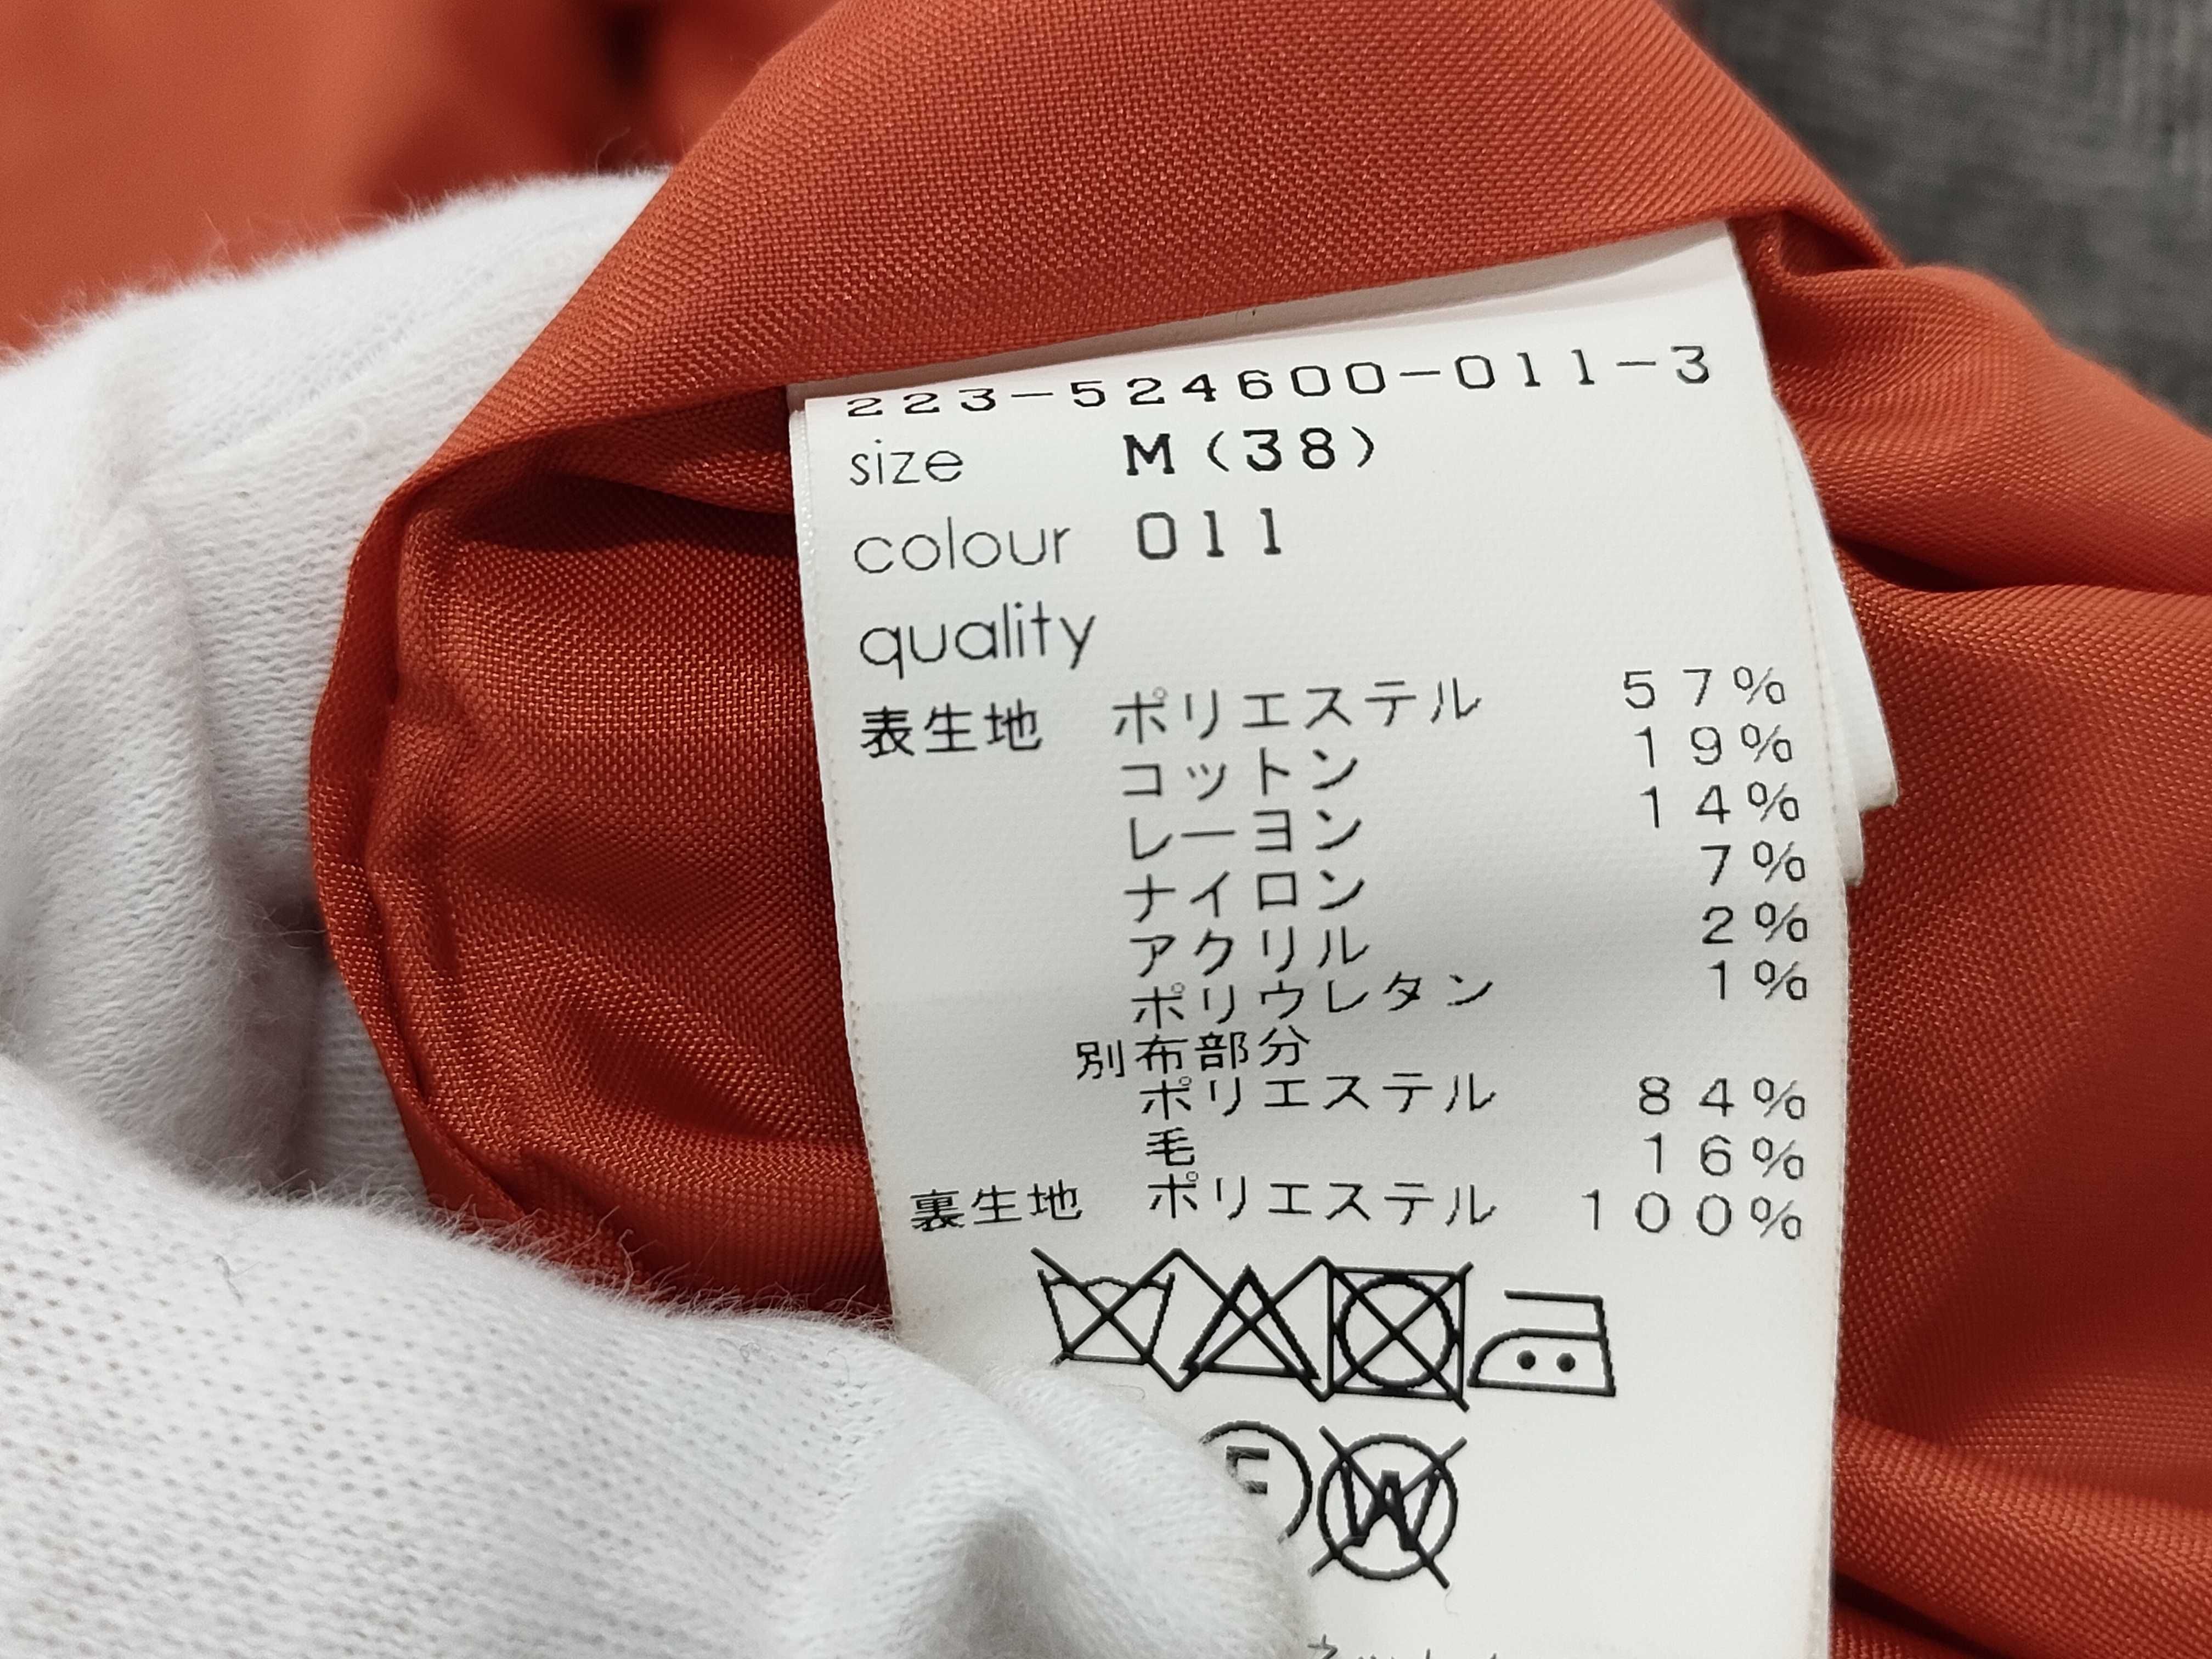 223-524600-011-3
size M(38)
colour 011
quality
表生地 ポリエステル 57%
コットン 19%
レーヨン 14%
ナイロン 7%
アクリル 2%
ポリウレタン 1%
別布部分
ポリエステル 84%
毛 16%
裏生地 ポリエステル 100%
F W